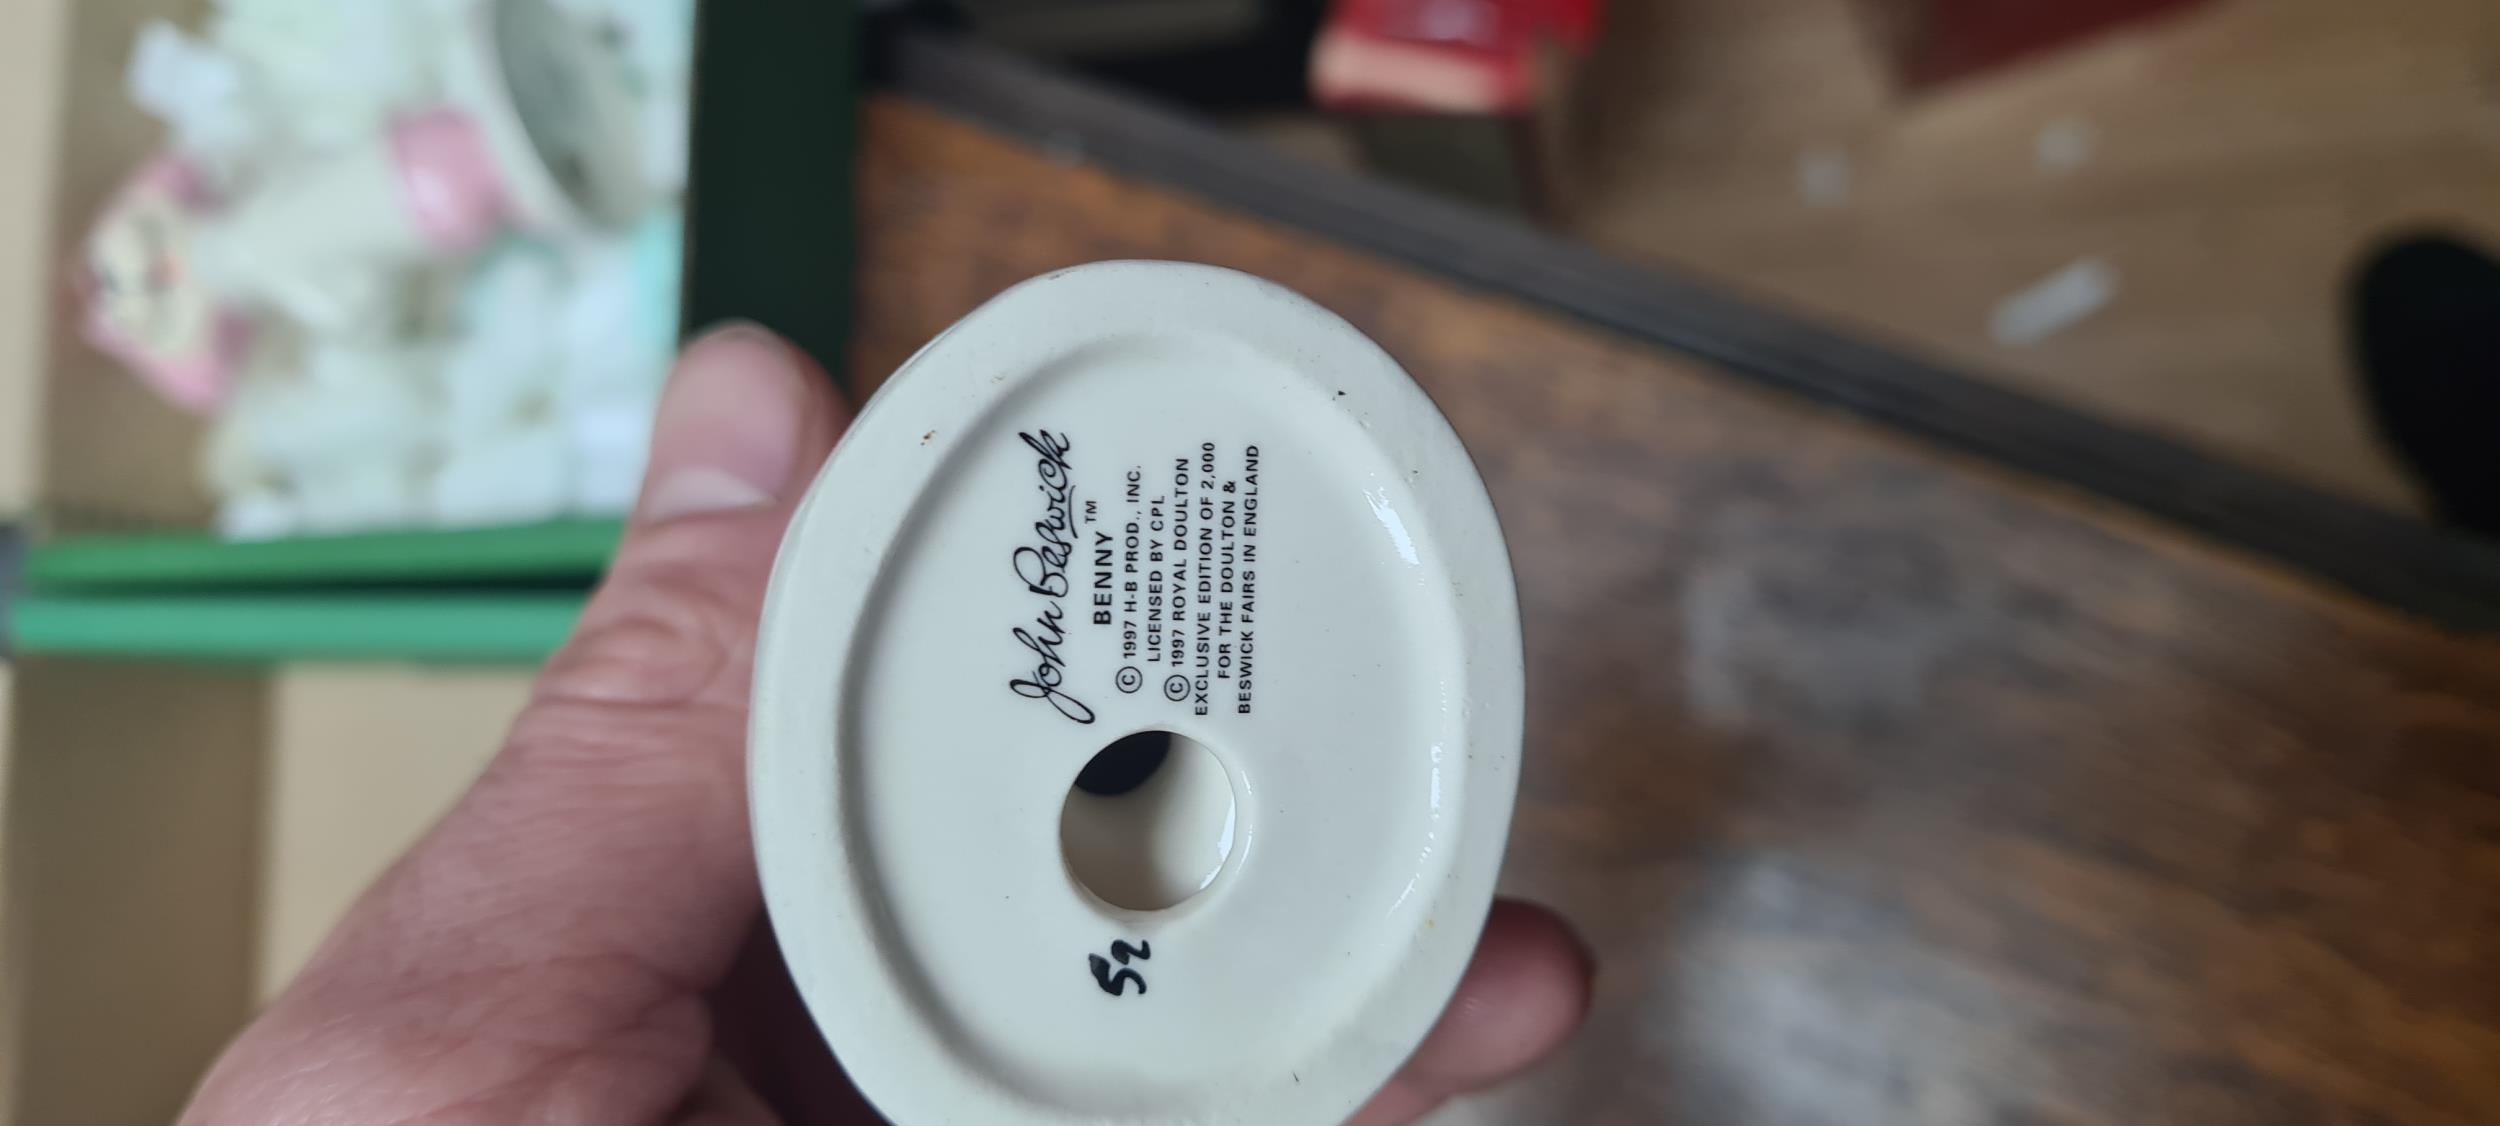 John Beswick
BENNY™
© 1997 H-B PROD., INC.
LICENSED BY CPL
© 1997 ROYAL DOULTON
EXCLUSIVE EDITION OF 2,000
FOR THE DOULTON &
BESWICK FAIRS IN ENGLAND
52